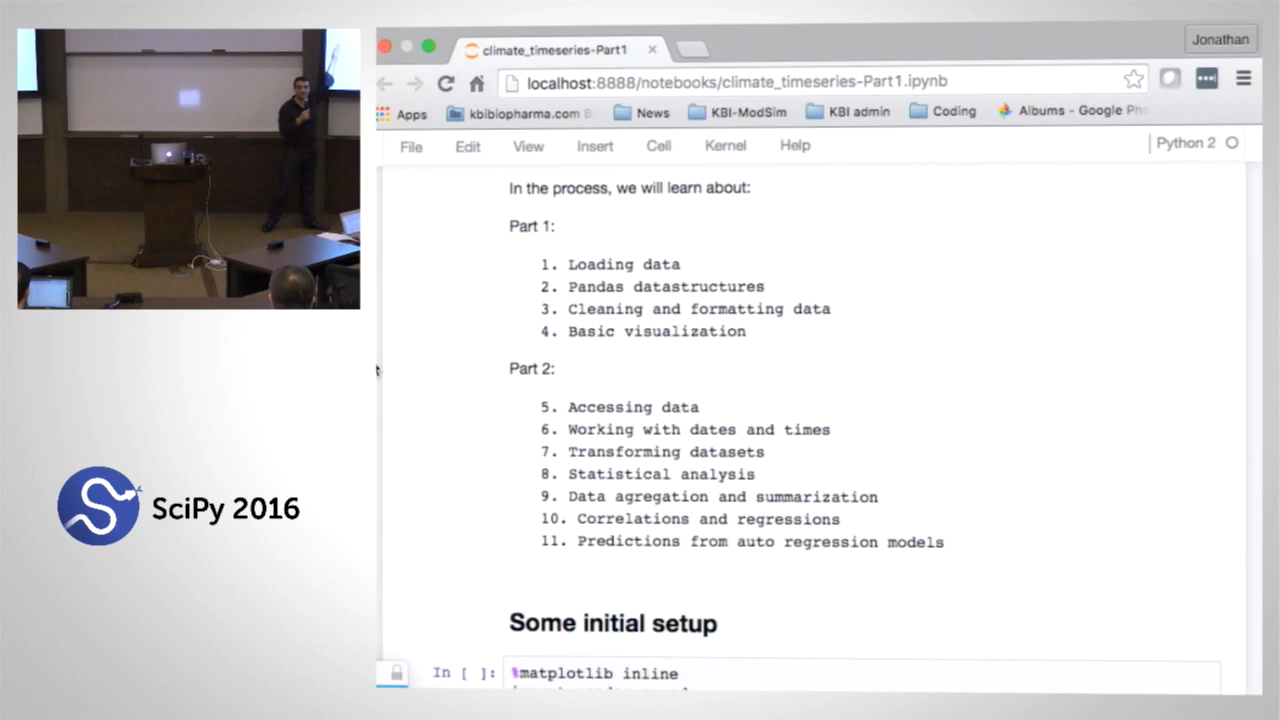 climate_timeseries-Part1
Jonathan
localhost:8888/notebooks/climate_timeseries-Part1.ipynb
Apps
kbibiopharma.com
News
KBI-ModSim
KBI admin
Coding
Albums - Google
File
Edit
View
Insert
Cell
Kernel
Help
Python 2
In the process, we will learn about:
Part 1:
1. Loading data
2. Pandas datastructures
3. Cleaning and formatting data
4. Basic visualization
Part 2:
5. Accessing data
6. Working with dates and times
7. Transforming datasets
8. Statistical analysis
9. Data agregation and summarization
10. Correlations and regressions
11. Predictions from auto regression models
SciPy 2016
Some initial setup
In [ ]:
%matplotlib inline